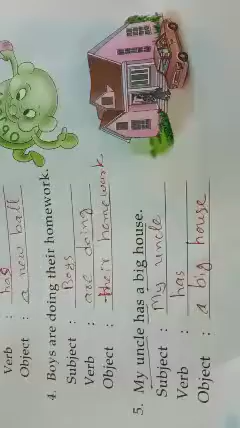 Verb : has
Object : a new ball
4. Boys are doing their homework.
Subject : Boys
Verb : are doing
Object : their homework
5. My uncle has a big house.
Subject : My uncle
Verb : has
Object : a big house